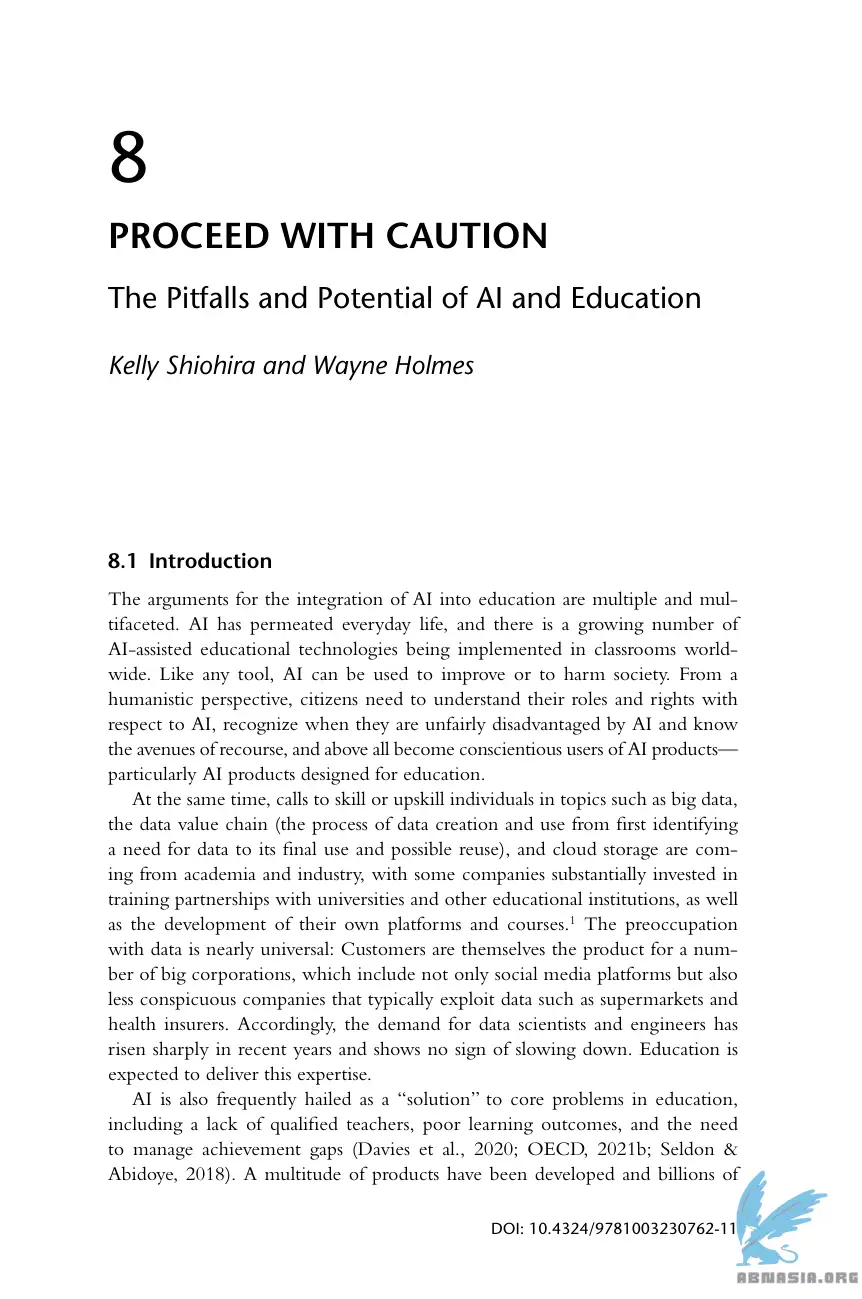 8
PROCEED WITH CAUTION
The Pitfalls and Potential of AI and Education
Kelly Shiohira and Wayne Holmes
8.1 Introduction
The arguments for the integration of AI into education are multiple and mul-
tifaceted. AI has permeated everyday life, and there is a growing number of
AI-assisted educational technologies being implemented in classrooms world-
wide. Like any tool, AI can be used to improve or to harm society. From a
humanistic perspective, citizens need to understand their roles and rights with
respect to AI, recognize when they are unfairly disadvantaged by AI and know
the avenues of recourse, and above all become conscientious users of AI products—
particularly AI products designed for education.
At the same time, calls to skill or upskill individuals in topics such as big data,
the data value chain (the process of data creation and use from first identifying
a need for data to its final use and possible reuse), and cloud storage are com-
ing from academia and industry, with some companies substantially invested in
training partnerships with universities and other educational institutions, as well
as the development of their own platforms and courses.¹ The preoccupation
with data is nearly universal: Customers are themselves the product for a num-
ber of big corporations, which include not only social media platforms but also
less conspicuous companies that typically exploit data such as supermarkets and
health insurers. Accordingly, the demand for data scientists and engineers has
risen sharply in recent years and shows no sign of slowing down. Education is
expected to deliver this expertise.
AI is also frequently hailed as a “solution” to core problems in education,
including a lack of qualified teachers, poor learning outcomes, and the need
to manage achievement gaps (Davies et al., 2020; OECD, 2021b; Seldon &
Abidoye, 2018). A multitude of products have been developed and billions of
DOI: 10.4324/9781003230762-11
ABNASIA.ORG